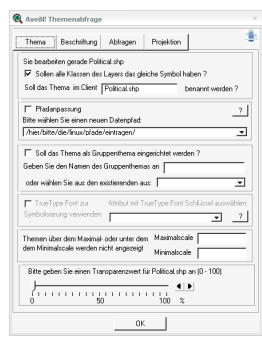 Aveil! Themenabfrage
Thema
Beschriftung
Abfragen
Projektion
Sie bearbeiten gerade Political.shp
Sollen alle Klassen des Layers das gleiche Symbol haben ?
Soll das Thema im Client Political.shp benannt werden ?
Pfadanpassung
?
Bitte wählen Sie einen neuen Datenpfad:
/hier/bitte/die/linux/pfade/eintragen/
Soll das Thema als Gruppenthema eingerichtet werde ?
Geben Sie den Namen des Gruppenthemas an
oder wählen Sie aus den existierenden aus:
TrueType Font zu Symbolisierung verwenden
Attribut mit TrueType Font Schlüssel auswählen:
?
Themen über dem Maximal- oder unter dem
dem Minimalscale werden nicht angezeigt
Maximalscale
Minimalscale
Bitte geben Sie einen Transparenzwert für Political.shp an (0 - 100)
0 50 100 %
OK